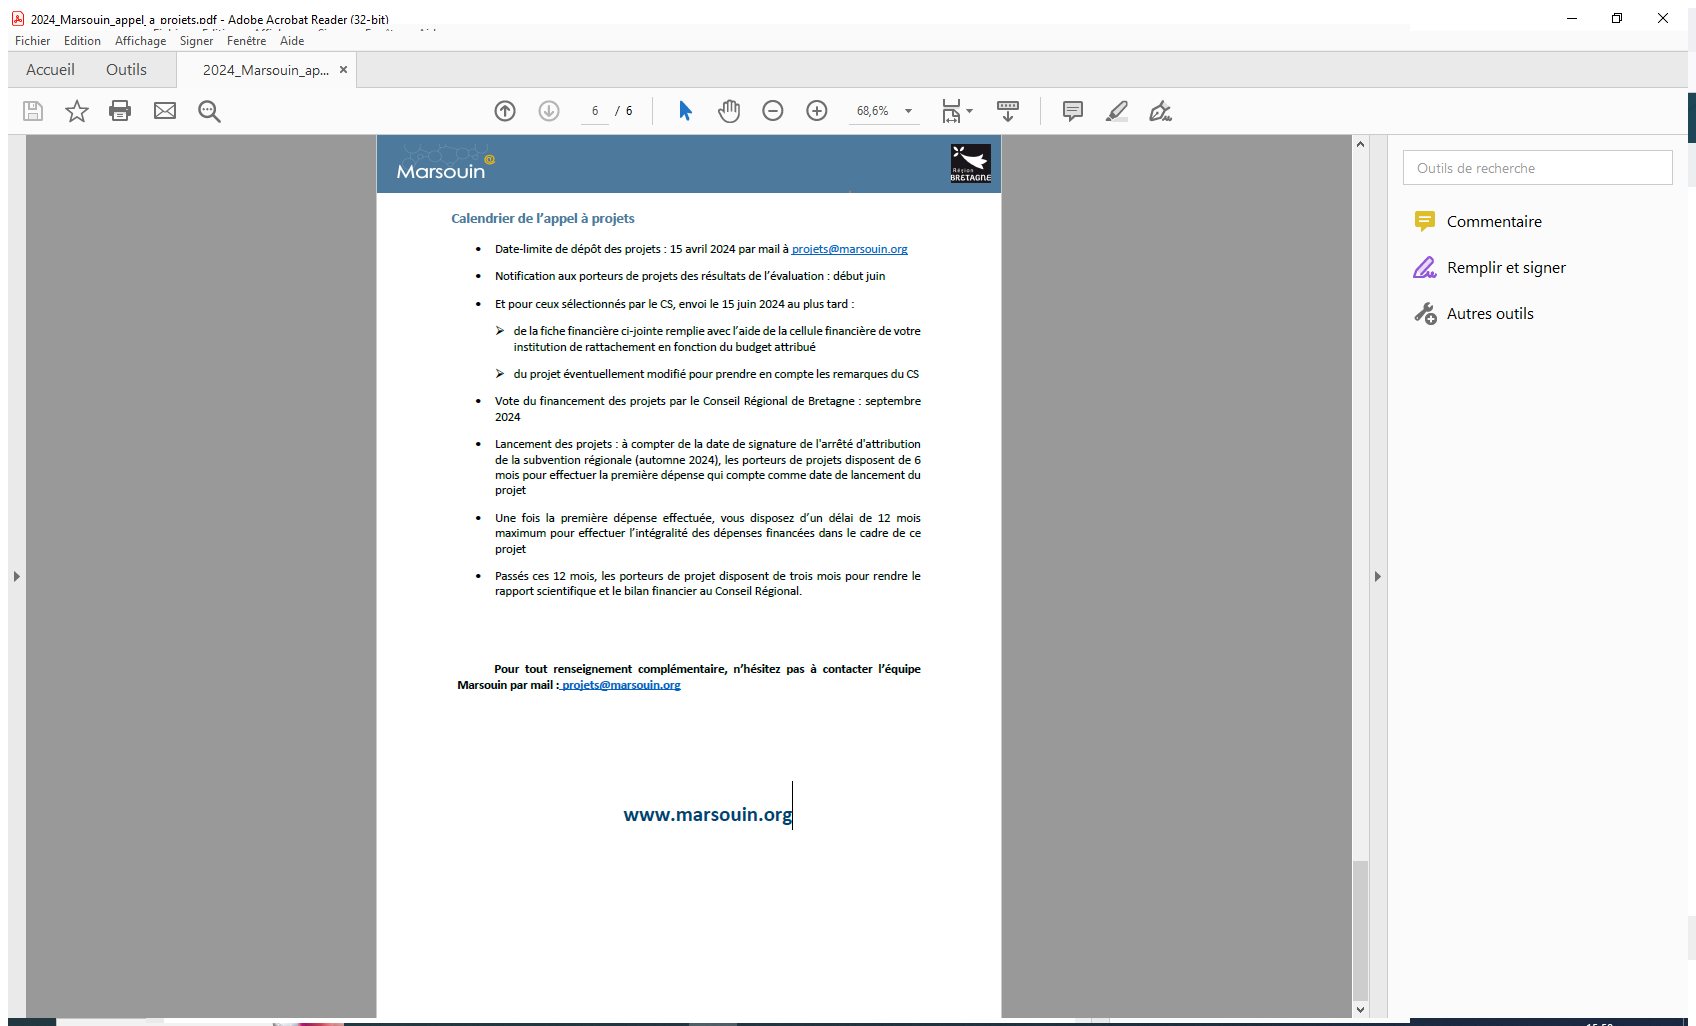 2024_Marsouin_appel_a_projets.pdf - Adobe Acrobat Reader (32-bit)
Fichier Edition Affichage Signer Fenêtre Aide
Accueil Outils 2024_Marsouin_ap... ×
6 / 6 68,6%
Marsouin@
Région
BRETAGNE
Calendrier de l’appel à projets
• Date-limite de dépôt des projets : 15 avril 2024 par mail à projets@marsouin.org
• Notification aux porteurs de projets des résultats de l’évaluation : début juin
• Et pour ceux sélectionnés par le CS, envoi le 15 juin 2024 au plus tard :
➢ de la fiche financière ci-jointe remplie avec l’aide de la cellule financière de votre
institution de rattachement en fonction du budget attribué
➢ du projet éventuellement modifié pour prendre en compte les remarques du CS
• Vote du financement des projets par le Conseil Régional de Bretagne : septembre
2024
• Lancement des projets : à compter de la date de signature de l'arrêté d'attribution
de la subvention régionale (automne 2024), les porteurs de projets disposent de 6
mois pour effectuer la première dépense qui compte comme date de lancement du
projet
• Une fois la première dépense effectuée, vous disposez d’un délai de 12 mois
maximum pour effectuer l’intégralité des dépenses financées dans le cadre de ce
projet
• Passés ces 12 mois, les porteurs de projet disposent de trois mois pour rendre le
rapport scientifique et le bilan financier au Conseil Régional.
Pour tout renseignement complémentaire, n’hésitez pas à contacter l’équipe
Marsouin par mail : projets@marsouin.org
www.marsouin.org
Outils de recherche
Commentaire
Remplir et signer
Autres outils